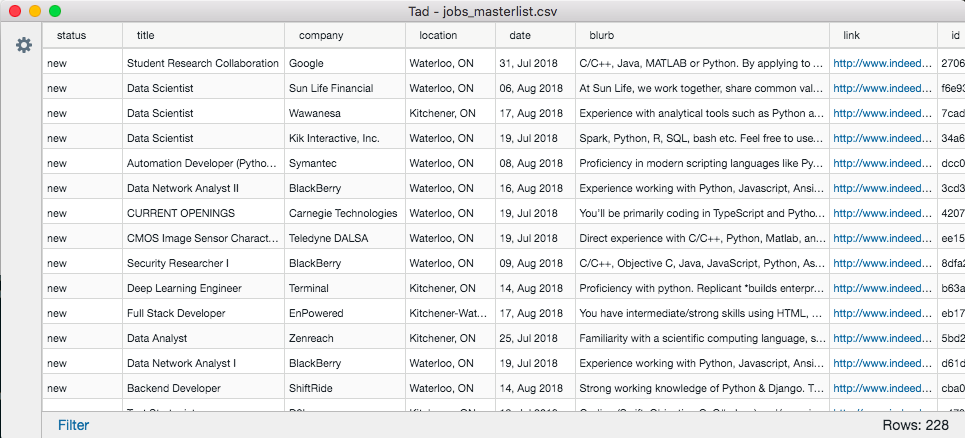 Tad - jobs_masterlist.csv
status title company location date blurb link id
new Student Research Collaboration Google Waterloo, ON 31, Jul 2018 C/C++, Java, MATLAB or Python. By applying to ... http://www.indeed... 2706
new Data Scientist Sun Life Financial Waterloo, ON 06, Aug 2018 At Sun Life, we work together, share common val... http://www.indeed... f6e93
new Data Scientist Wawanesa Kitchener, ON 17, Aug 2018 Experience with analytical tools such as Python a... http://www.indeed... 7cad
new Data Scientist Kik Interactive, Inc. Waterloo, ON 19, Jul 2018 Spark, Python, R, SQL, bash etc. Feel free to use... http://www.indeed... 34a6
new Automation Developer (Pytho... Symantec Waterloo, ON 08, Aug 2018 Proficiency in modern scripting languages like Py... http://www.indeed... dcc0
new Data Network Analyst II BlackBerry Waterloo, ON 16, Aug 2018 Experience working with Python, Javascript, Ansi... http://www.indeed... 3cd3
new CURRENT OPENINGS Carnegie Technologies Waterloo, ON 19, Jul 2018 You'll be primarily coding in TypeScript and Pytho... http://www.indeed... 4207
new CMOS Image Sensor Charact... Teledyne DALSA Waterloo, ON 19, Jul 2018 Direct experience with C/C++, Python, Matlab, an... http://www.indeed... ee15
new Security Researcher I BlackBerry Waterloo, ON 09, Aug 2018 C/C++, Objective C, Java, JavaScript, Python, As... http://www.indeed... 8dfa2
new Deep Learning Engineer Terminal Kitchener, ON 14, Aug 2018 Proficiency with python. Replicant *builds enterpr... http://www.indeed... b63a
new Full Stack Developer EnPowered Kitchener-Wat... 17, Aug 2018 You have intermediate/strong skills using HTML, ... http://www.indeed... eb17
new Data Analyst Zenreach Kitchener, ON 25, Jul 2018 Familiarity with a scientific computing language, s... http://www.indeed... 5bd2
new Data Network Analyst I BlackBerry Waterloo, ON 19, Jul 2018 Experience working with Python, Javascript, Ansi... http://www.indeed... d61d
new Backend Developer ShiftRide Waterloo, ON 14, Aug 2018 Strong working knowledge of Python & Django. T... http://www.indeed... cba0
Filter Rows: 228